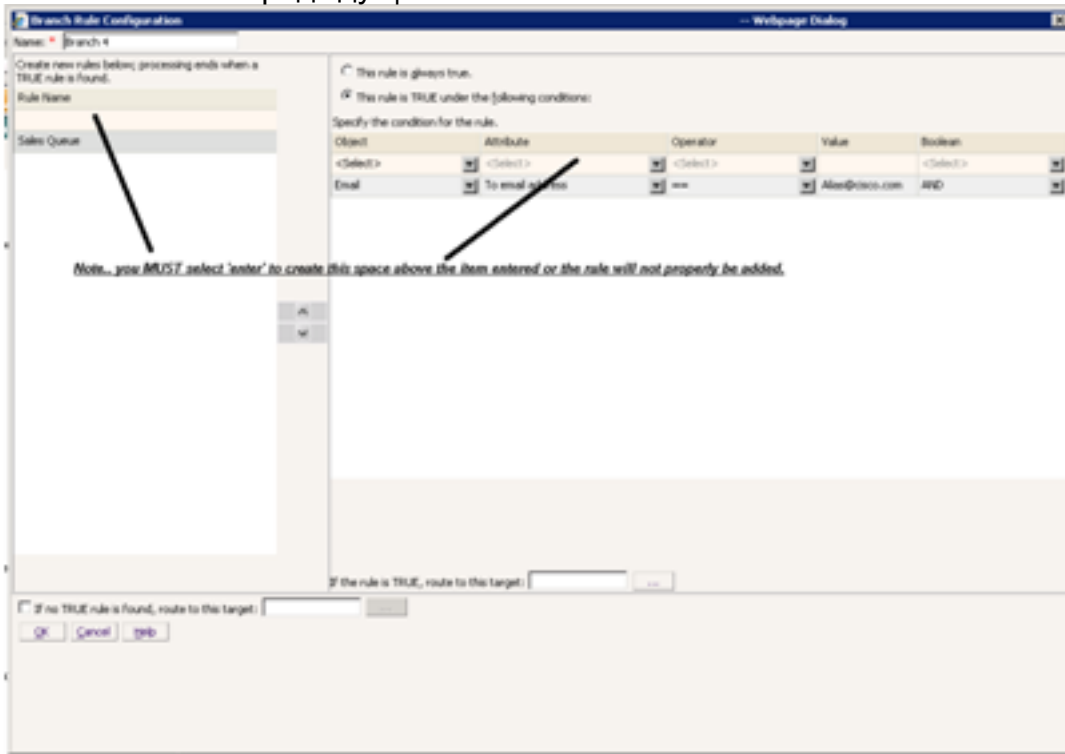 Branch Rule Configuration -- Webpage Dialog
Name: * Branch 4
Create new rules below; processing ends when a
TRUE rule is found.
Rule Name
Sales Queue
This rule is always true.
This rule is TRUE under the following conditions:
Specify the condition for the rule.
Object Attribute Operator Value Boolean
<Select> <Select> <Select> <Select>
Email To email address == Alias@cisco.com AND
Note.. you MUST select 'enter' to create this space above the item entered or the rule will not properly be added.
If the rule is TRUE, route to this target: ...
If no TRUE rule is found, route to this target: ...
OK Cancel Help